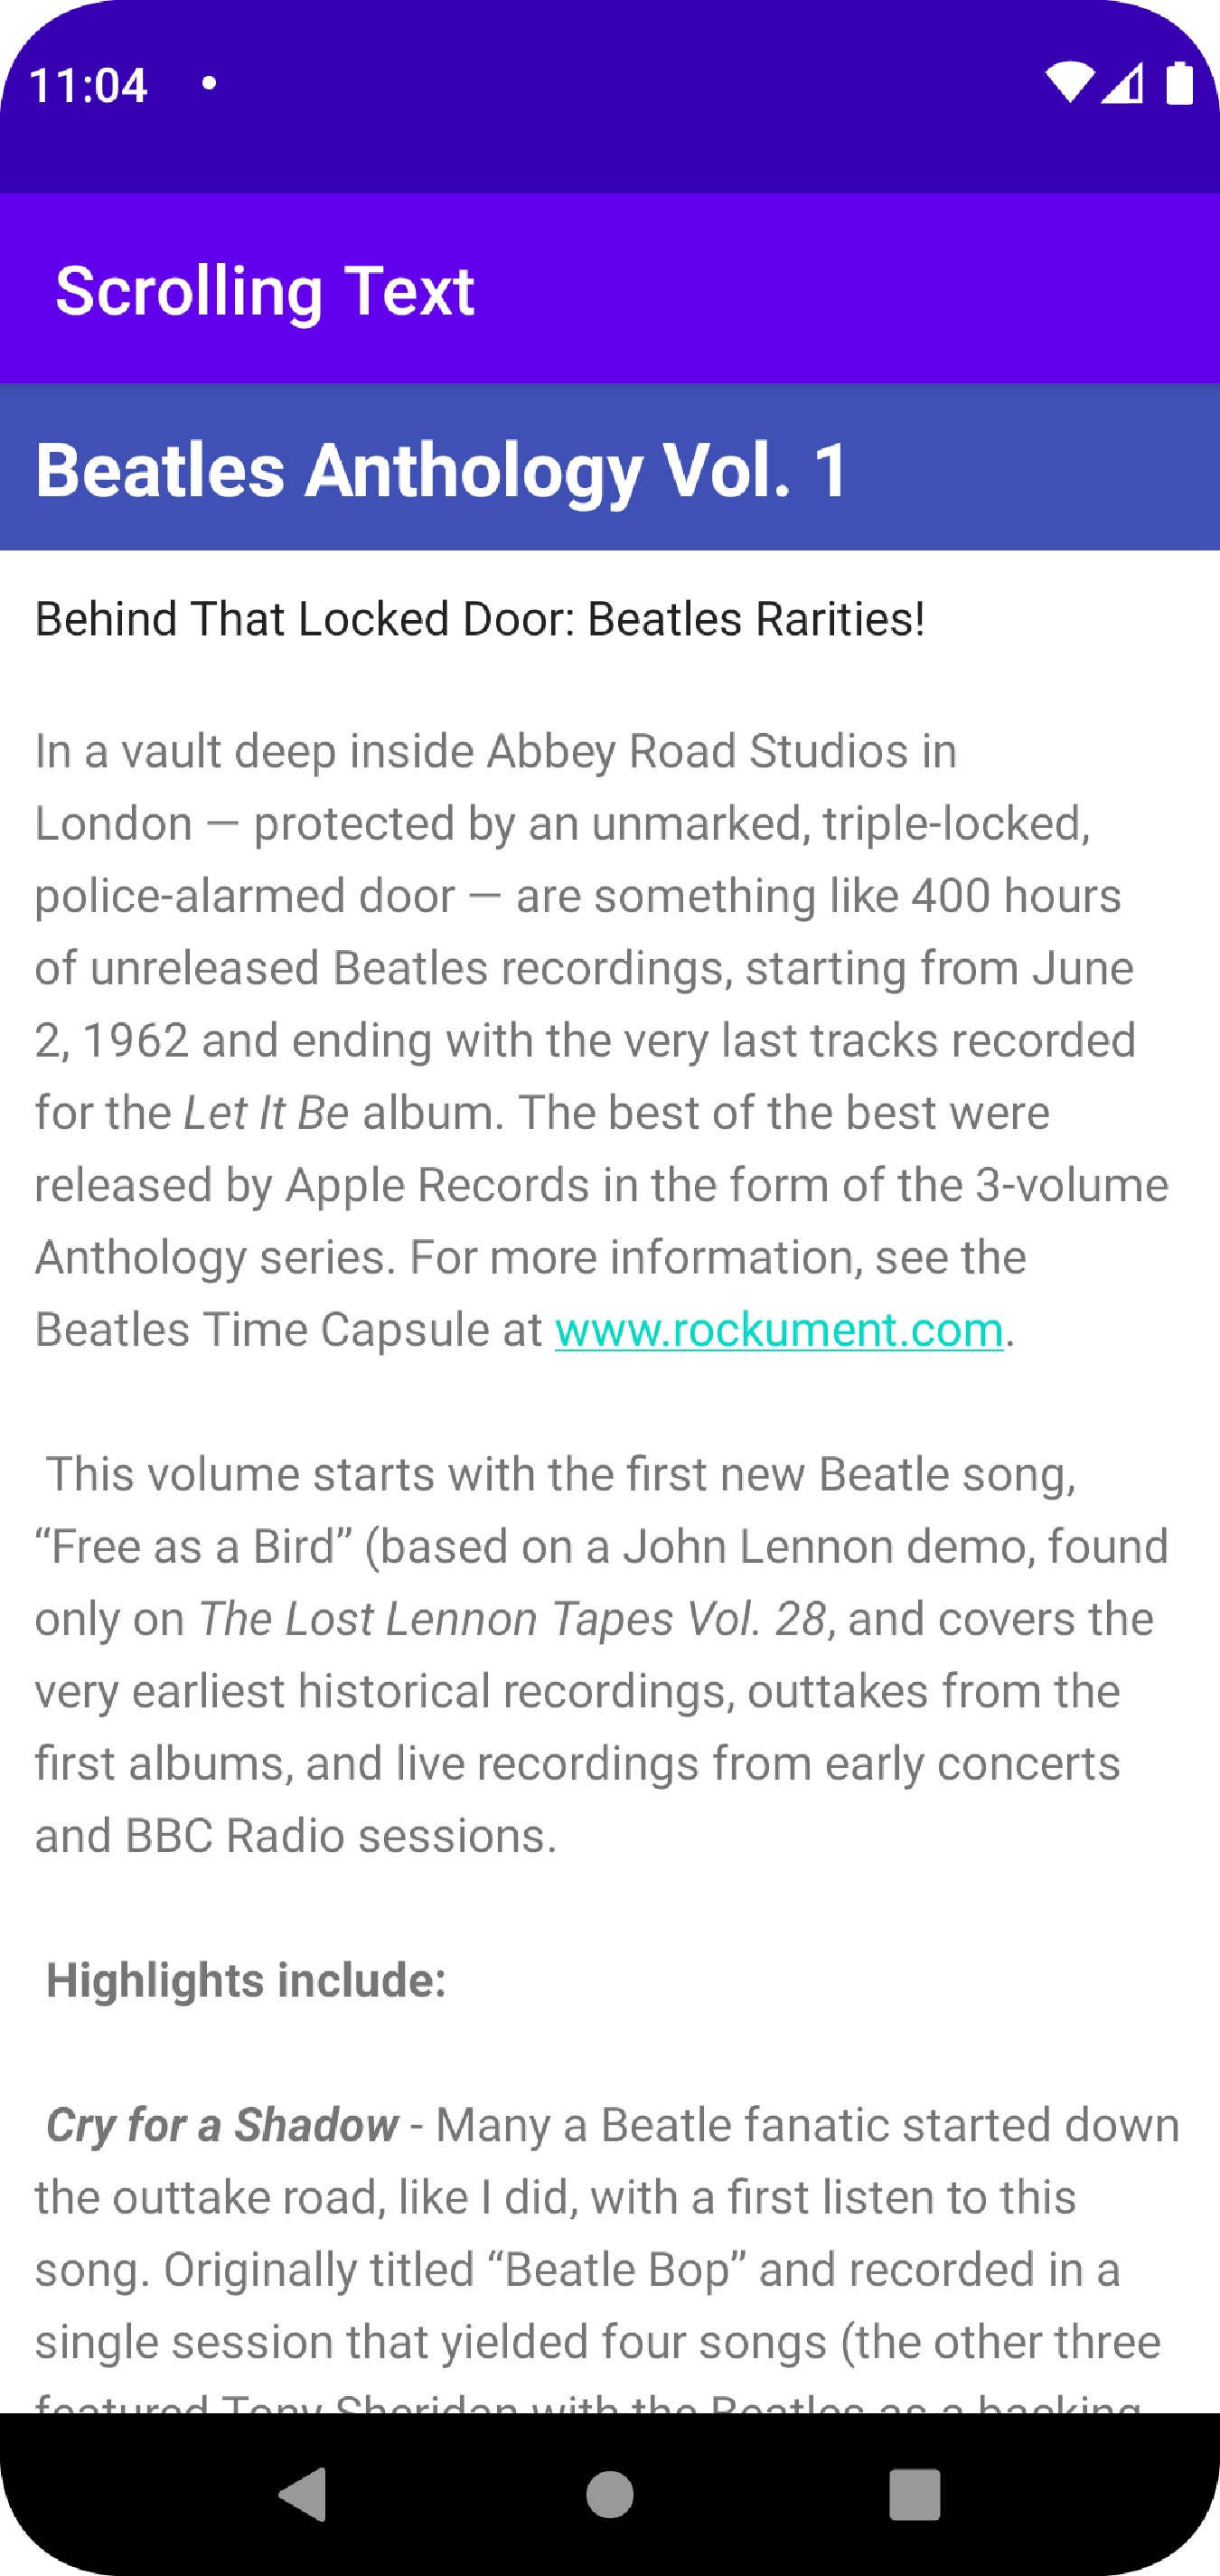 11:04
Scrolling Text
Beatles Anthology Vol. 1
Behind That Locked Door: Beatles Rarities!
In a vault deep inside Abbey Road Studios in
London — protected by an unmarked, triple-locked,
police-alarmed door — are something like 400 hours
of unreleased Beatles recordings, starting from June
2, 1962 and ending with the very last tracks recorded
for the Let It Be album. The best of the best were
released by Apple Records in the form of the 3-volume
Anthology series. For more information, see the
Beatles Time Capsule at www.rockument.com.
This volume starts with the first new Beatle song,
“Free as a Bird” (based on a John Lennon demo, found
only on The Lost Lennon Tapes Vol. 28, and covers the
very earliest historical recordings, outtakes from the
first albums, and live recordings from early concerts
and BBC Radio sessions.
Highlights include:
Cry for a Shadow - Many a Beatle fanatic started down
the outtake road, like I did, with a first listen to this
song. Originally titled “Beatle Bop” and recorded in a
single session that yielded four songs (the other three
featured Tony Sheridan with the Beatles as a backing